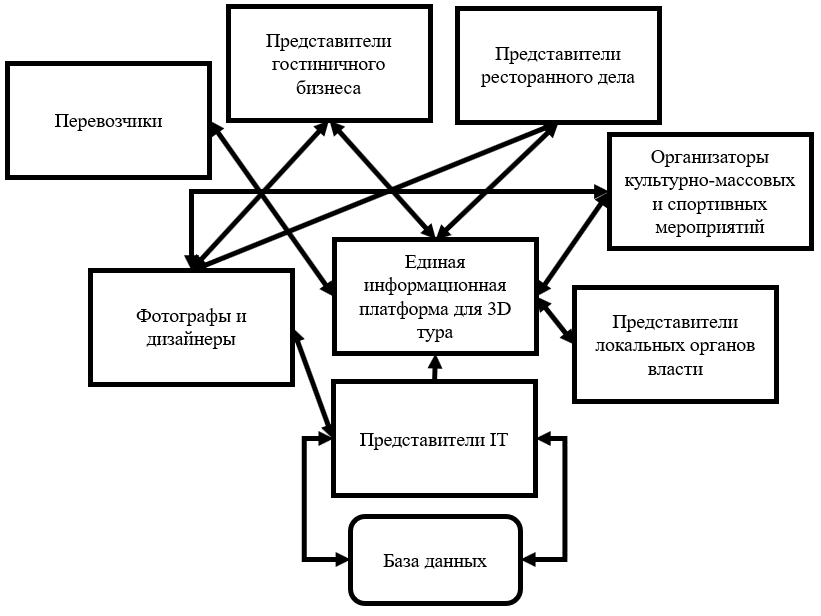 Представители
гостиничного
бизнеса
Представители
ресторанного дела
Перевозчики
Организаторы
культурно-массовых
и спортивных
мероприятий
Единая
информационная
платформа для 3D
тура
Фотографы и
дизайнеры
Представители
локальных органов
власти
Представители IT
База данных